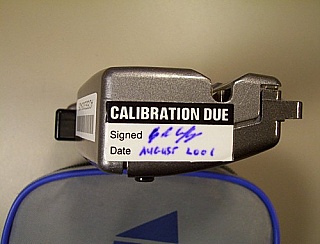 CALIBRATION DUE
Signed
Date AUGUST 2001